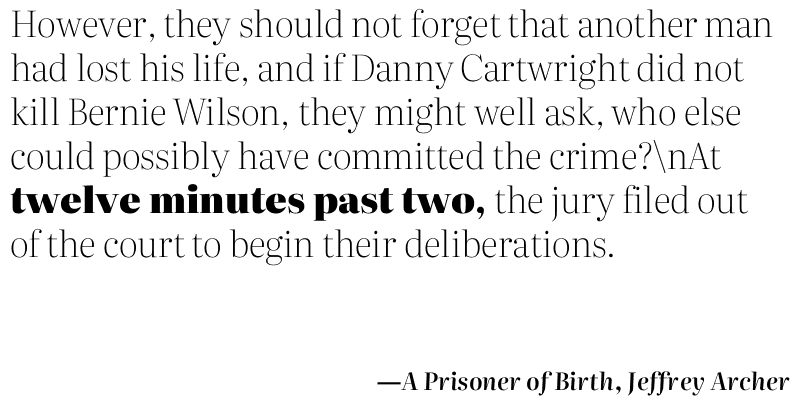 However, they should not forget that another man
had lost his life, and if Danny Cartwright did not
kill Bernie Wilson, they might well ask, who else
could possibly have committed the crime?\nAt
twelve minutes past two, the jury filed out
of the court to begin their deliberations.
—A Prisoner of Birth, Jeffrey Archer